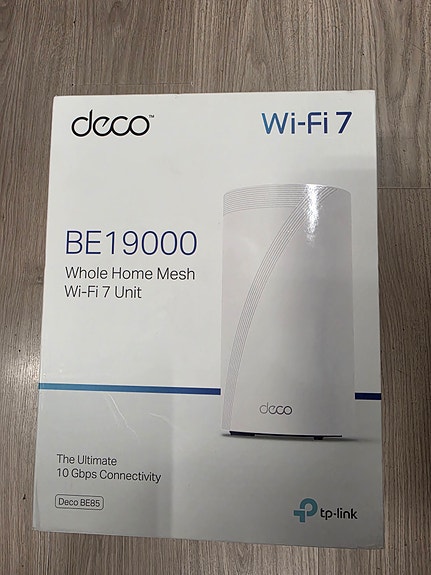 deco™
Wi-Fi 7
BE19000
Whole Home Mesh
Wi-Fi 7 Unit
deco
The Ultimate
10 Gbps Connectivity
Deco BE85
tp-link